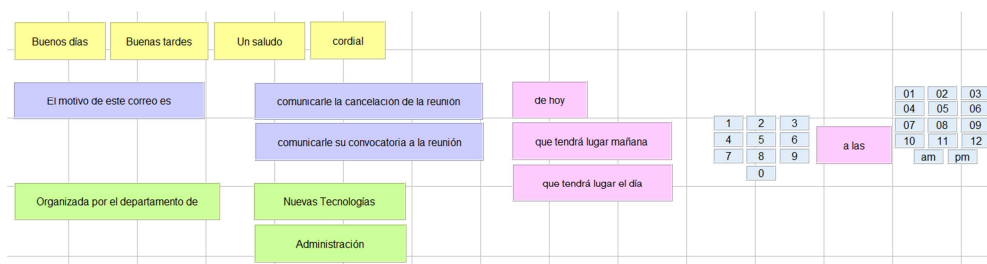 Buenos días
Buenas tardes
Un saludo
cordial
El motivo de este correo es
comunicarle la cancelación de la reunión
de hoy
comunicarle su convocatoria a la reunión
que tendrá lugar mañana
que tendrá lugar el día
1 2 3
4 5 6
7 8 9
0
a las
01 02 03
04 05 06
07 08 09
10 11 12
am pm
Organizada por el departamento de
Nuevas Tecnologías
Administración